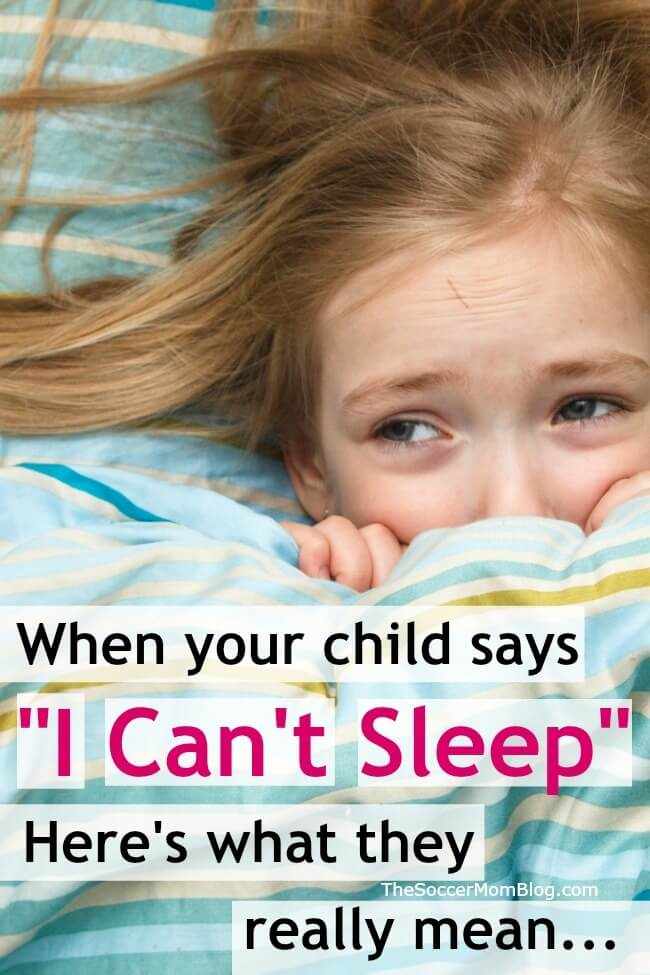 When your child says
"I Can't Sleep"
Here's what they
TheSoccerMomBlog.com
really mean...